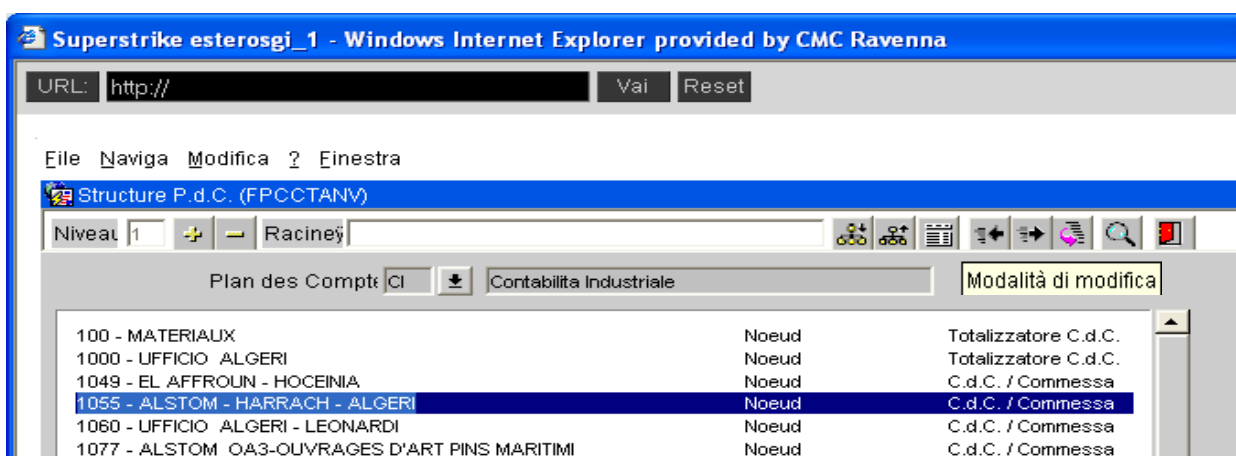 Superstrike esterosgi_1 - Windows Internet Explorer provided by CMC Ravenna
URL: http:// Vai Reset
File Naviga Modifica ? Finestra
Structure P.d.C. (FPCCTANV)
Niveau 1 Racineÿ
Plan des Compte CI Contabilita Industriale Modalità di modifica
100 - MATERIAUX Noeud Totalizzatore C.d.C.
1000 - UFFICIO ALGERI Noeud Totalizzatore C.d.C.
1049 - EL AFFROUN - HOCEINIA Noeud C.d.C. / Commessa
1055 - ALSTOM - HARRACH - ALGERI Noeud C.d.C. / Commessa
1060 - UFFICIO ALGERI - LEONARDI Noeud C.d.C. / Commessa
1077 - ALSTOM OA3-OUVRAGES D'ART PINS MARITIMI Noeud C.d.C. / Commessa